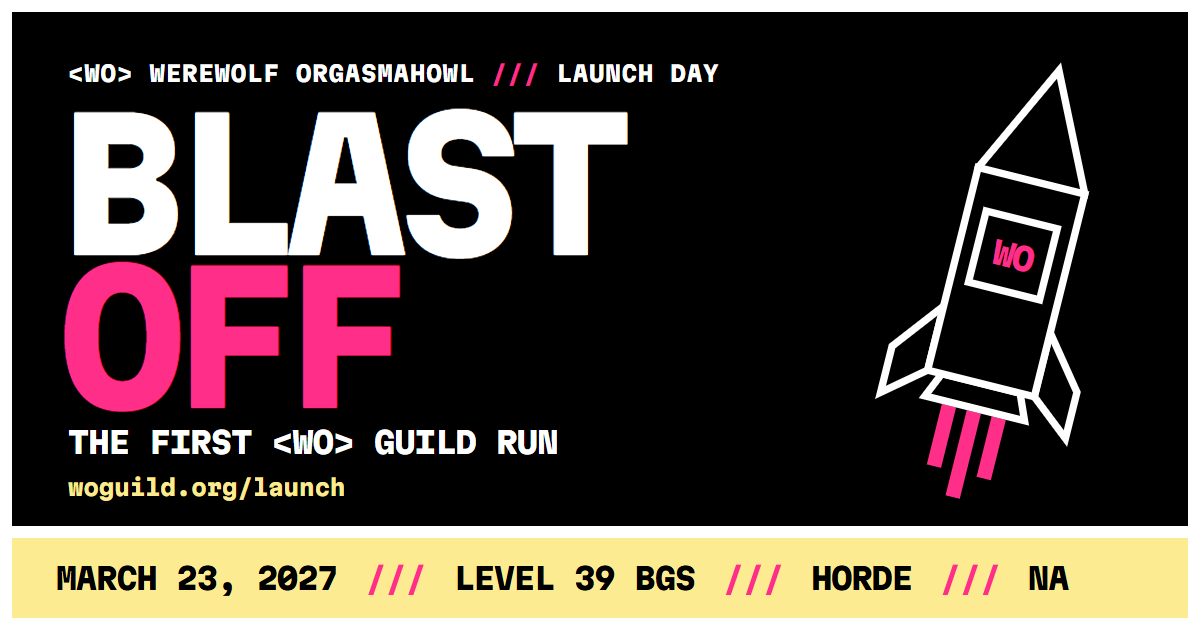 <WO> WEREWOLF ORGASMAHOWL /// LAUNCH DAY
BLAST
OFF
WO
THE FIRST <WO> GUILD RUN
woguild.org/launch
MARCH 23, 2027 /// LEVEL 39 BGS /// HORDE /// NA